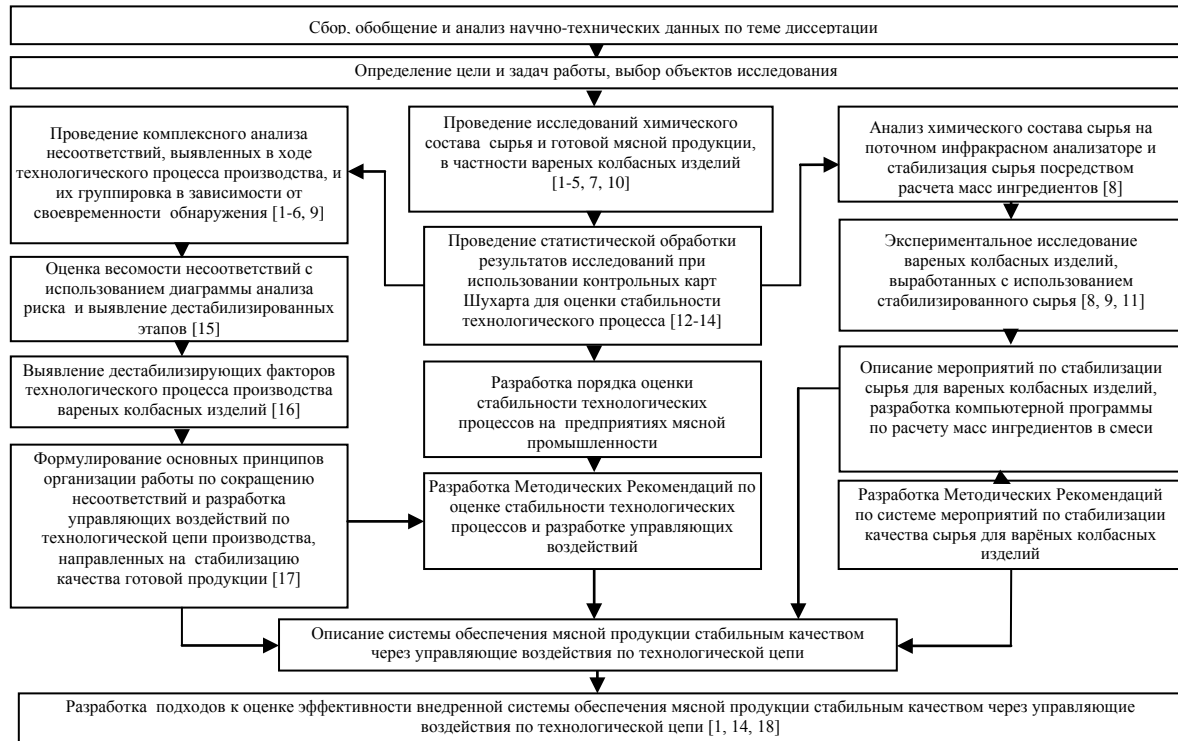 Сбор, обобщение и анализ научно-технических данных по теме диссертации
Определение цели и задач работы, выбор объектов исследования
Проведение комплексного анализа
несоответствий, выявленных в ходе
технологического процесса производства, и
их группировка в зависимости от
своевременности обнаружения [1-6, 9]
Оценка весомости несоответствий с
использованием диаграммы анализа
риска и выявление дестабилизированных
этапов [15]
Выявление дестабилизирующих факторов
технологического процесса производства
вареных колбасных изделий [16]
Формулирование основных принципов
организации работы по сокращению
несоответствий и разработка
управляющих воздействий по
технологической цепи производства,
направленных на стабилизацию
качества готовой продукции [17]
Проведение исследований химического
состава сырья и готовой мясной продукции,
в частности вареных колбасных изделий
[1-5, 7, 10]
Проведение статистической обработки
результатов исследований при
использовании контрольных карт
Шухарта для оценки стабильности
технологического процесса [12-14]
Разработка порядка оценки
стабильности технологических
процессов на предприятиях мясной
промышленности
Разработка Методических Рекомендаций по
оценке стабильности технологических
процессов и разработке управляющих
воздействий
Анализ химического состава сырья на
поточном инфракрасном анализаторе и
стабилизация сырья посредством
расчета масс ингредиентов [8]
Экспериментальное исследование
вареных колбасных изделий,
выработанных с использованием
стабилизированного сырья [8, 9, 11]
Описание мероприятий по стабилизации
сырья для вареных колбасных изделий,
разработка компьютерной программы
по расчету масс ингредиентов в смеси
Разработка Методических Рекомендаций
по системе мероприятий по стабилизации
качества сырья для варёных колбасных
изделий
Описание системы обеспечения мясной продукции стабильным качеством
через управляющие воздействия по технологической цепи
Разработка подходов к оценке эффективности внедренной системы обеспечения мясной продукции стабильным качеством через управляющие
воздействия по технологической цепи [1, 14, 18]